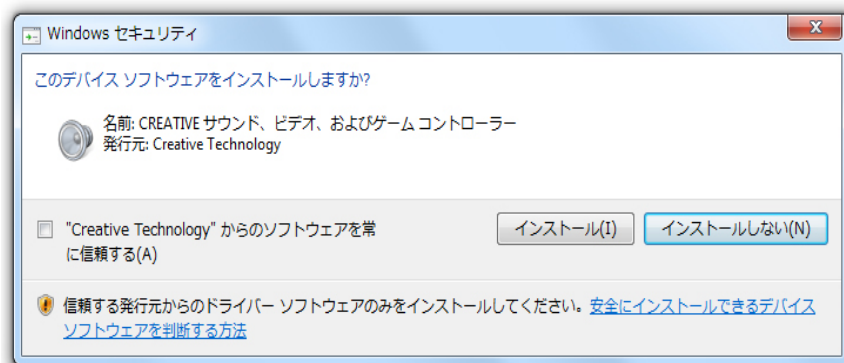 Windows セキュリティ
このデバイス ソフトウェアをインストールしますか?
名前: CREATIVE サウンド、ビデオ、およびゲーム コントローラー
発行元: Creative Technology
"Creative Technology" からのソフトウェアを常
に信頼する(A)
インストール(I)
インストールしない(N)
信頼する発行元からのドライバー ソフトウェアのみをインストールしてください。安全にインストールできるデバイス
ソフトウェアを判断する方法